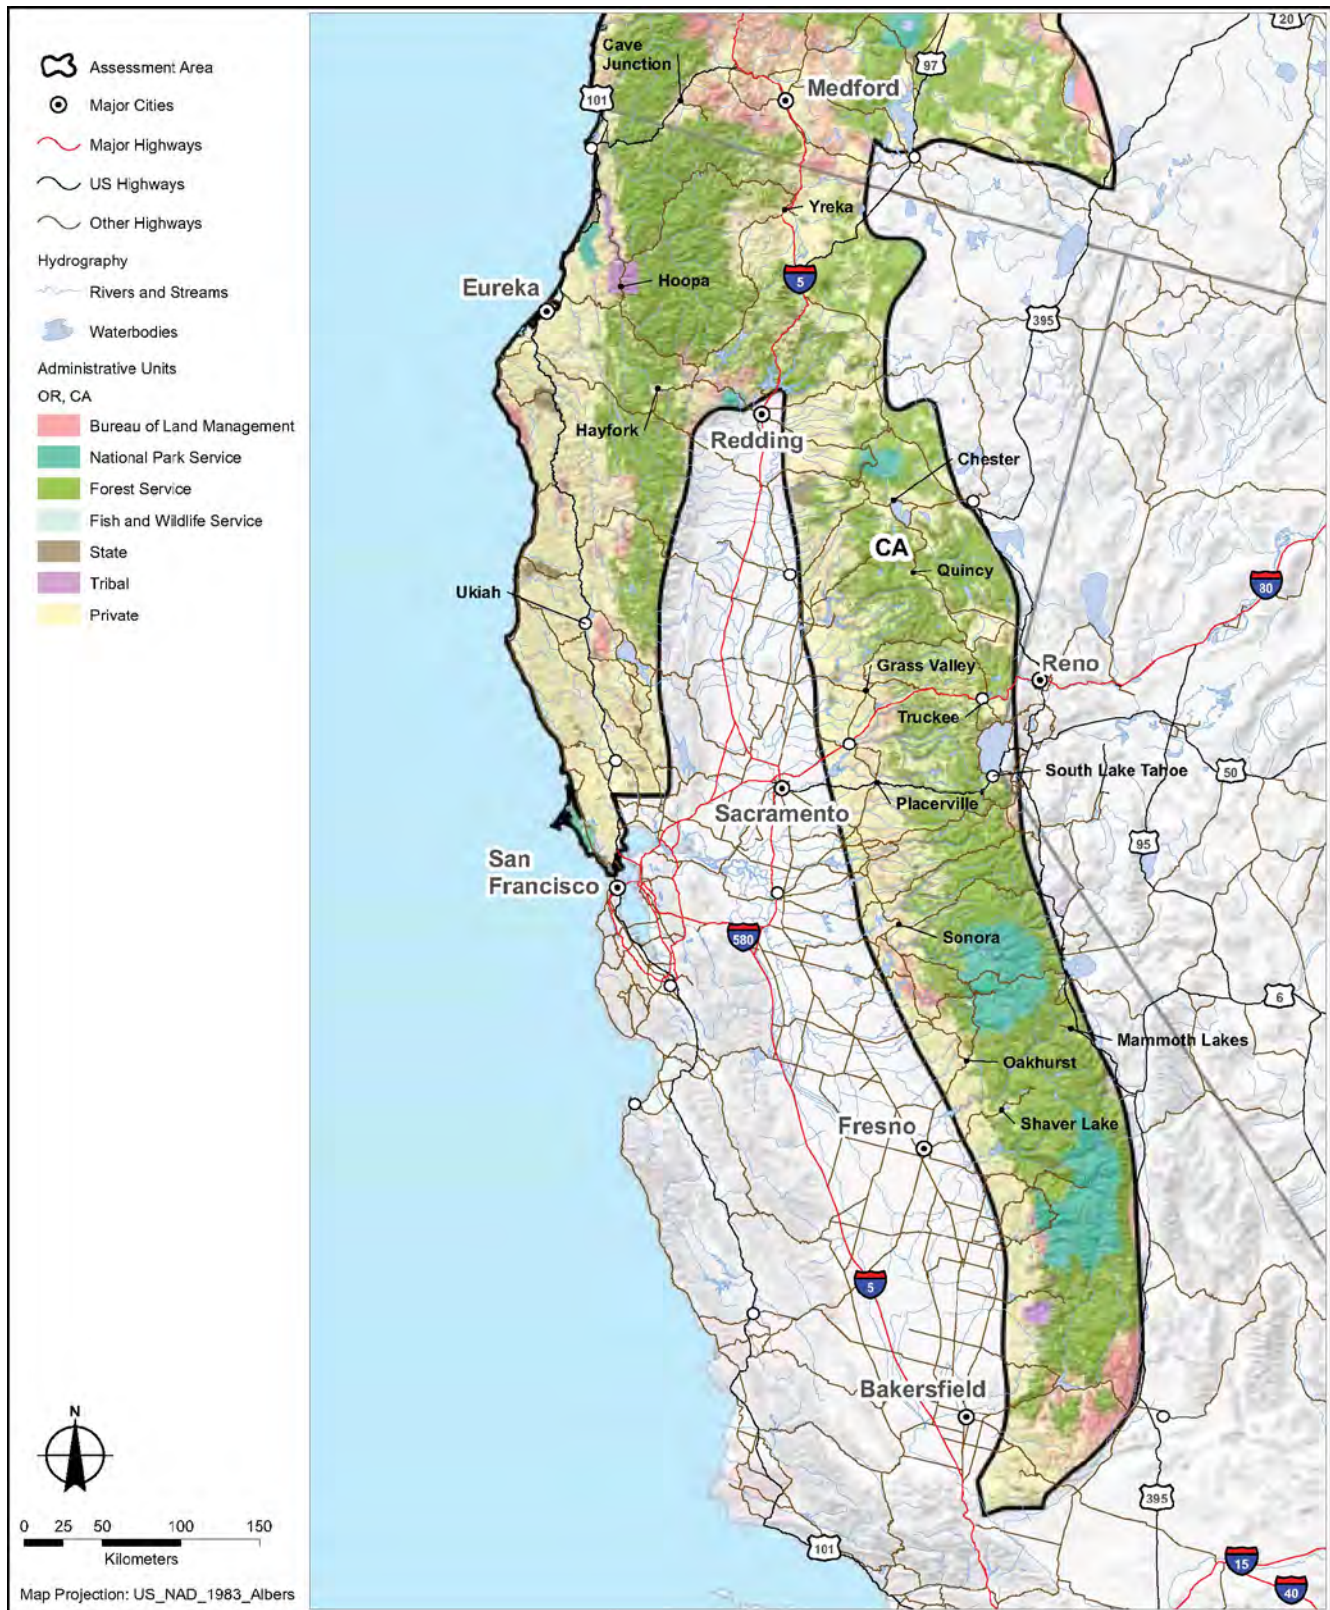 Assessment Area
Major Cities
Major Highways
US Highways
Other Highways
Hydrography
Rivers and Streams
Waterbodies
Administrative Units
OR, CA
Bureau of Land Management
National Park Service
Forest Service
Fish and Wildlife Service
State
Tribal
Private
N
0 25 50 100 150
Kilometers
Map Projection: US_NAD_1983_Albers
20
Cave
Junction
97
Medford
101
Yreka
5
Hoopa
Eureka
395
Hayfork
Redding
Chester
CA
Quincy
80
Ukiah
Grass Valley
Reno
Truckee
South Lake Tahoe
50
Placerville
Sacramento
95
San
Francisco
580
Sonora
6
Mammoth Lakes
Oakhurst
Shaver Lake
Fresno
5
Bakersfield
395
101
15
40